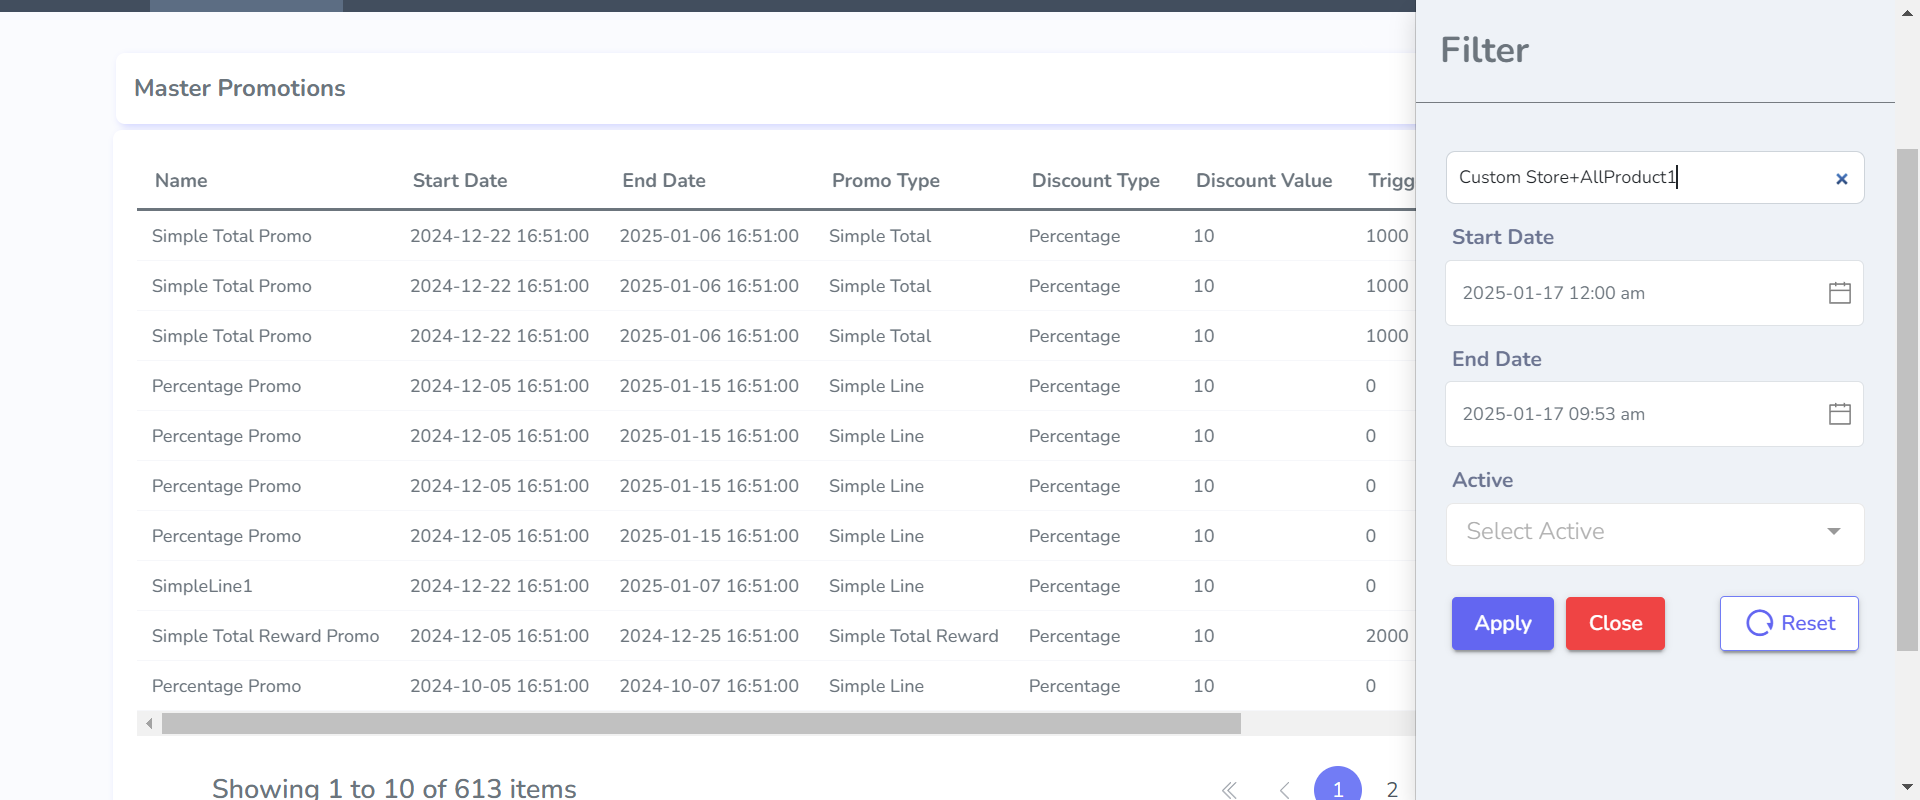 Master Promotions
Name Start Date End Date Promo Type Discount Type Discount Value Trigg
Simple Total Promo 2024-12-22 16:51:00 2025-01-06 16:51:00 Simple Total Percentage 10 1000
Simple Total Promo 2024-12-22 16:51:00 2025-01-06 16:51:00 Simple Total Percentage 10 1000
Simple Total Promo 2024-12-22 16:51:00 2025-01-06 16:51:00 Simple Total Percentage 10 1000
Percentage Promo 2024-12-05 16:51:00 2025-01-15 16:51:00 Simple Line Percentage 10 0
Percentage Promo 2024-12-05 16:51:00 2025-01-15 16:51:00 Simple Line Percentage 10 0
Percentage Promo 2024-12-05 16:51:00 2025-01-15 16:51:00 Simple Line Percentage 10 0
Percentage Promo 2024-12-05 16:51:00 2025-01-15 16:51:00 Simple Line Percentage 10 0
SimpleLine1 2024-12-22 16:51:00 2025-01-07 16:51:00 Simple Line Percentage 10 0
Simple Total Reward Promo 2024-12-05 16:51:00 2024-12-25 16:51:00 Simple Total Reward Percentage 10 2000
Percentage Promo 2024-10-05 16:51:00 2024-10-07 16:51:00 Simple Line Percentage 10 0
Showing 1 to 10 of 613 items
1 2
Filter
Custom Store+AllProduct1
Start Date
2025-01-17 12:00 am
End Date
2025-01-17 09:53 am
Active
Select Active
Apply Close Reset